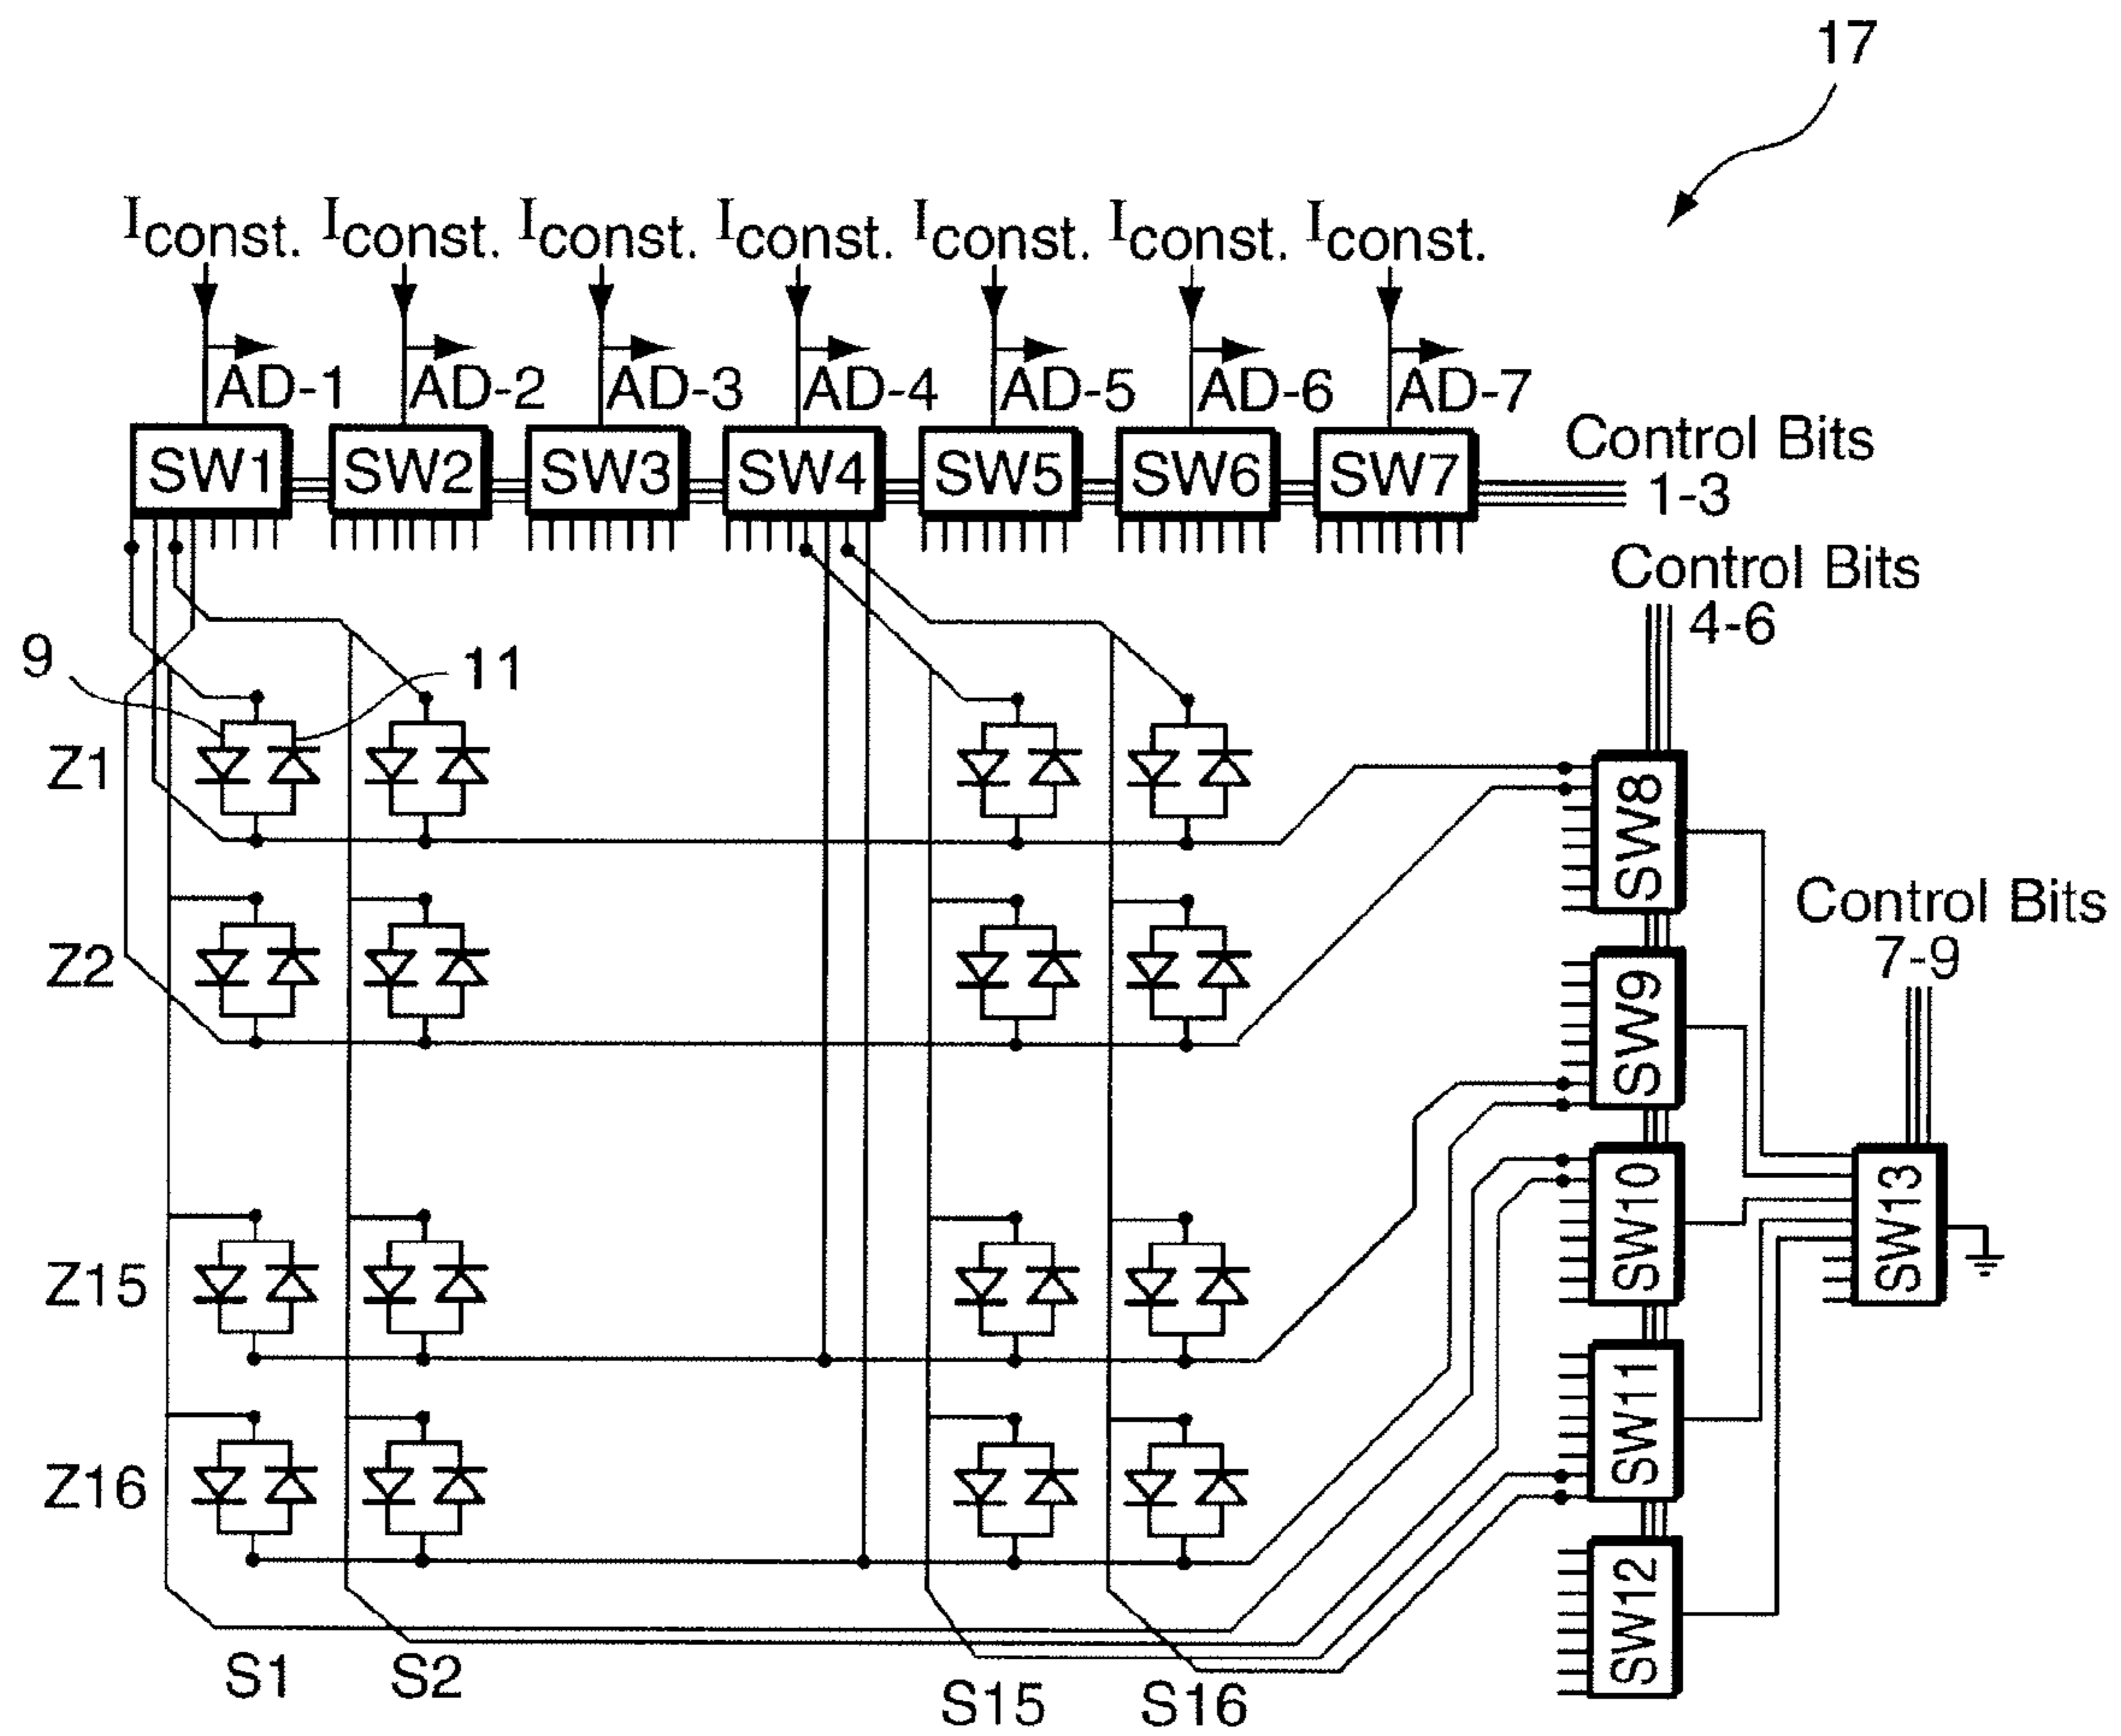 17
Iconst. Iconst. Iconst. Iconst. Iconst. Iconst. Iconst.
AD-1 AD-2 AD-3 AD-4 AD-5 AD-6 AD-7
SW1 SW2 SW3 SW4 SW5 SW6 SW7
Control Bits
1-3
Control Bits
4-6
9
11
Z1
SW8
Control Bits
7-9
Z2
SW9
SW10
SW13
Z15
SW11
Z16
SW12
S1 S2 S15 S16